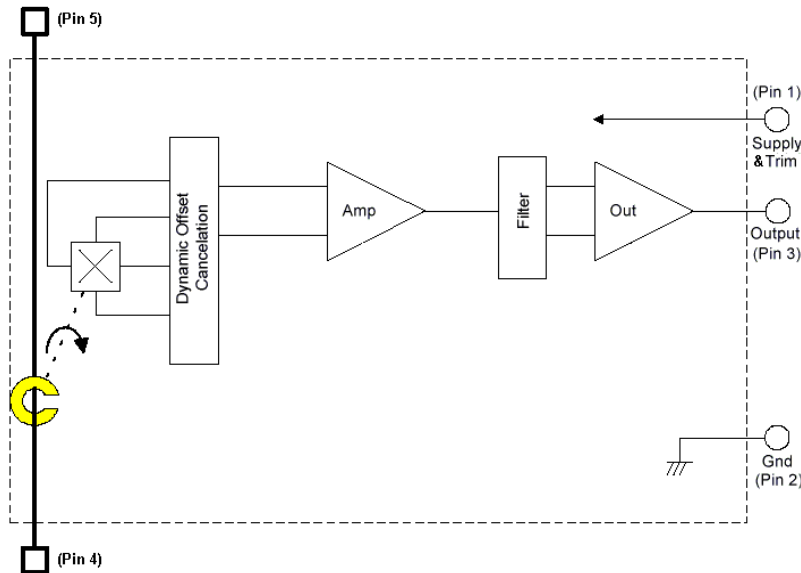 (Pin 5)
(Pin 1)
Supply
&Trim
Dynamic Offset
Cancelation
Amp
Filter
Out
Output
(Pin 3)
Gnd
(Pin 2)
(Pin 4)